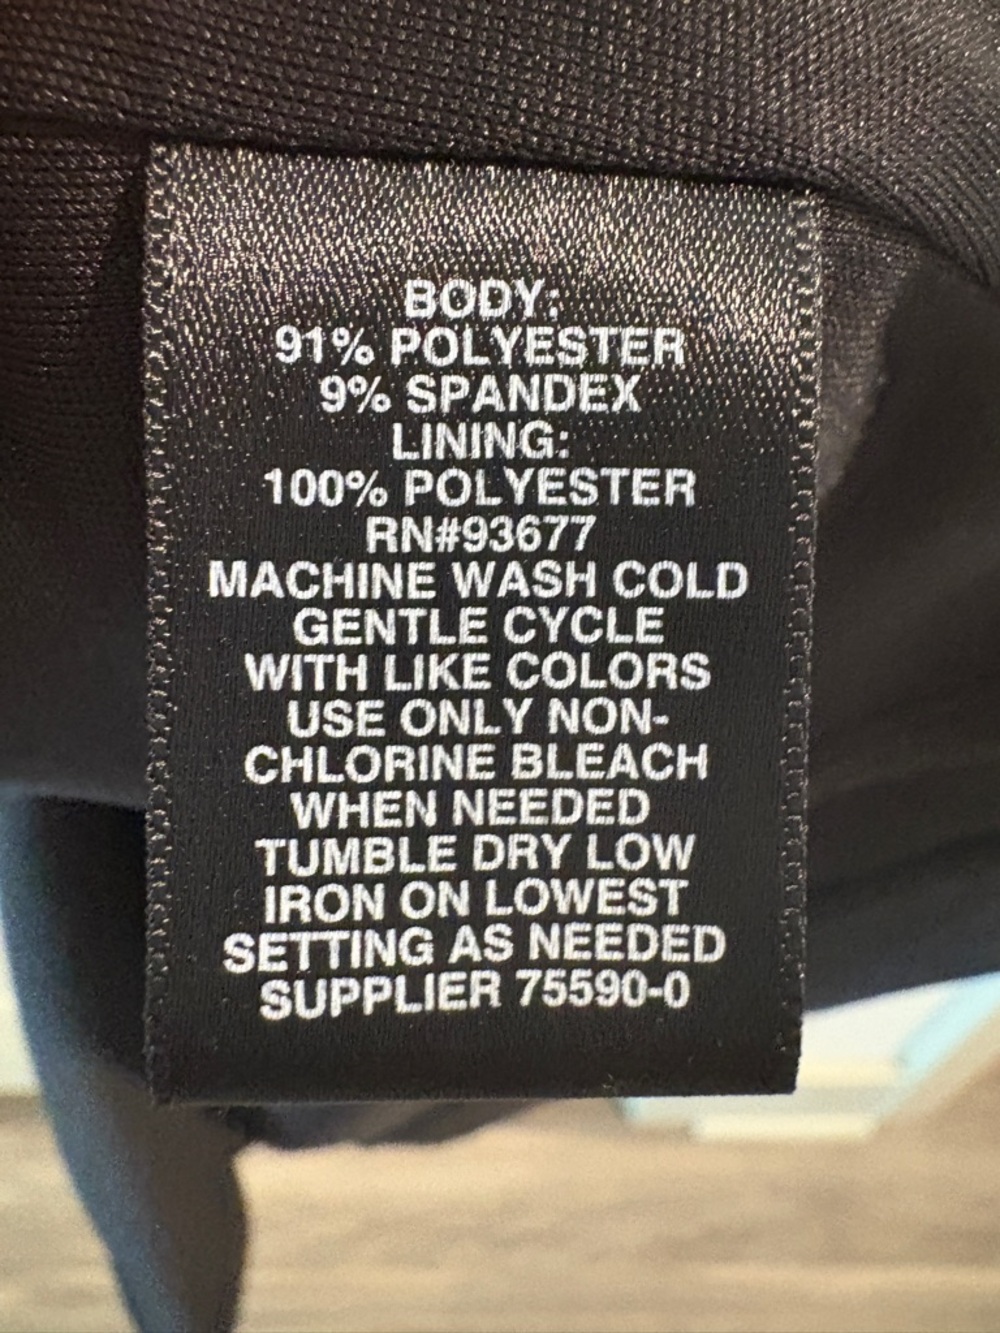 BODY:
91% POLYESTER
9% SPANDEX
LINING:
100% POLYESTER
RN#93677
MACHINE WASH COLD
GENTLE CYCLE
WITH LIKE COLORS
USE ONLY NON-
CHLORINE BLEACH
WHEN NEEDED
TUMBLE DRY LOW
IRON ON LOWEST
SETTING AS NEEDED
SUPPLIER 75590-0